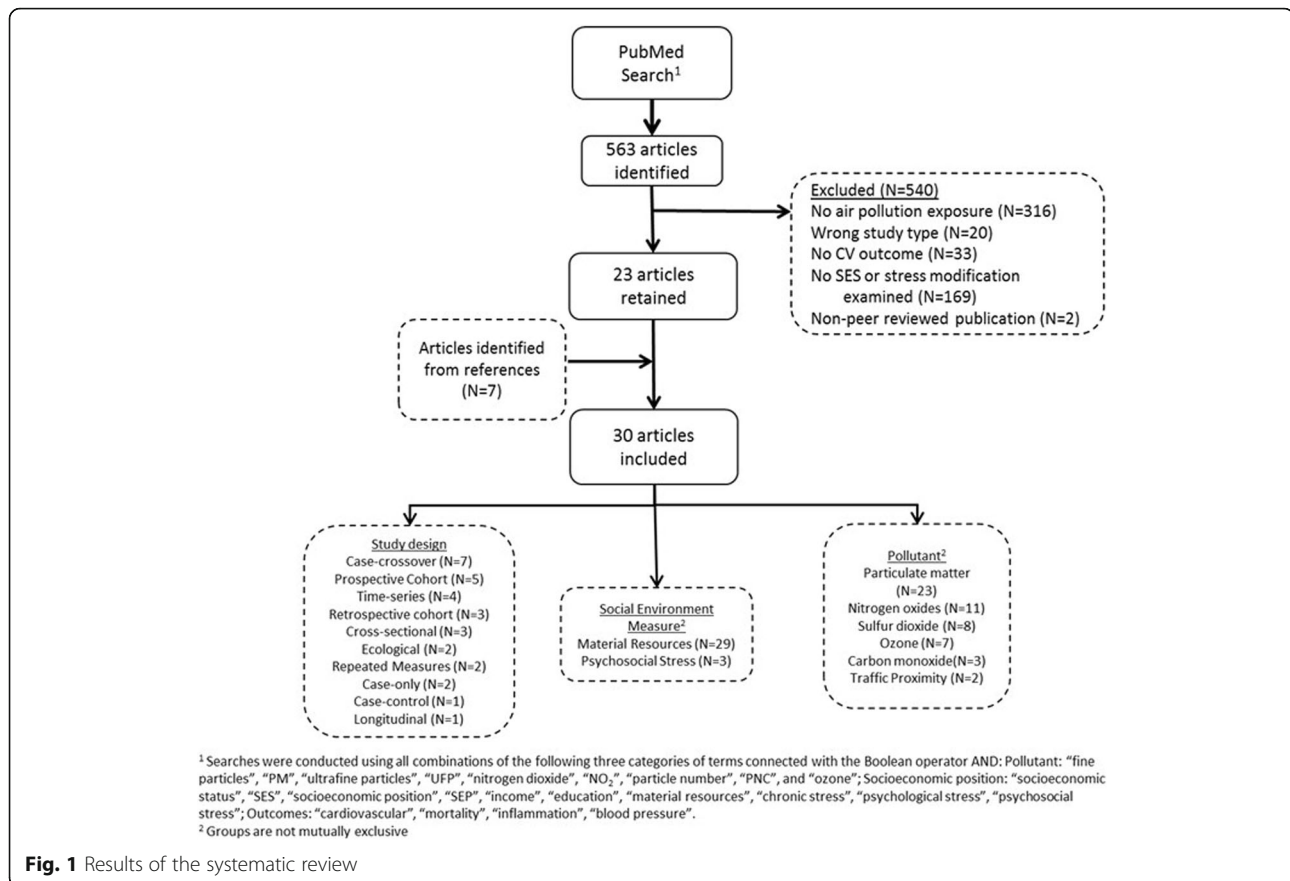 PubMed
Search1
563 articles
identified
Excluded (N=540)
No air pollution exposure (N=316)
Wrong study type (N=20)
No CV outcome (N=33)
No SES or stress modification
examined (N=169)
Non-peer reviewed publication (N=2)
23 articles
retained
Articles identified
from references
(N=7)
30 articles
included
Study design
Case-crossover (N=7)
Prospective Cohort (N=5)
Time-series (N=4)
Retrospective cohort (N=3)
Cross-sectional (N=3)
Ecological (N=2)
Repeated Measures (N=2)
Case-only (N=2)
Case-control (N=1)
Longitudinal (N=1)
Social Environment
Measure2
Material Resources (N=29)
Psychosocial Stress (N=3)
Pollutant2
Particulate matter
(N=23)
Nitrogen oxides (N=11)
Sulfur dioxide (N=8)
Ozone (N=7)
Carbon monoxide(N=3)
Traffic Proximity (N=2)
1 Searches were conducted using all combinations of the following three categories of terms connected with the Boolean operator AND: Pollutant: “fine
particles”, “PM”, “ultrafine particles”, “UFP”, “nitrogen dioxide”, “NO2”, “particle number”, “PNC”, and “ozone”; Socioeconomic position: “socioeconomic
status”, “SES”, “socioeconomic position”, “SEP”, “income”, “education”, “material resources”, “chronic stress”, “psychological stress”, “psychosocial
stress”; Outcomes: “cardiovascular”, “mortality”, “inflammation”, “blood pressure”.
2 Groups are not mutually exclusive
Fig. 1 Results of the systematic review